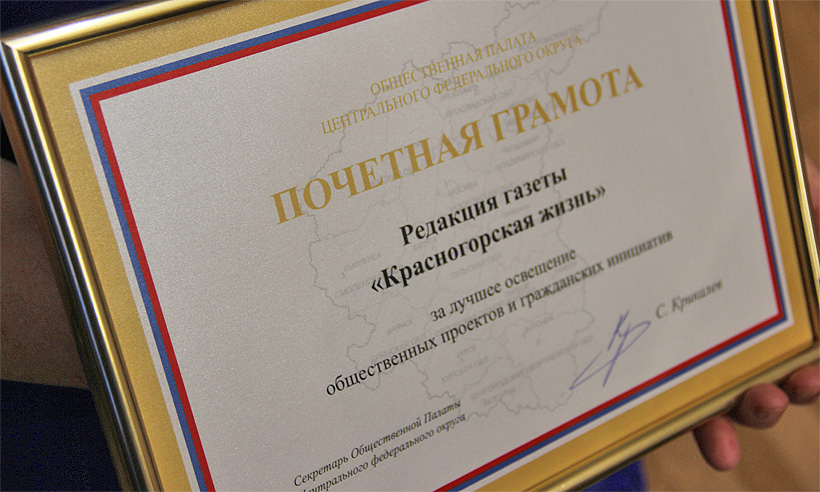 ОБЩЕСТВЕННАЯ ПАЛАТА
ЦЕНТРАЛЬНОГО ФЕДЕРАЛЬНОГО ОКРУГА
ПОЧЕТНАЯ ГРАМОТА
Редакция газеты
«Красногорская жизнь»
за лучшее освещение
общественных проектов и гражданских инициатив
С. Крикалев
Секретарь Общественной Палаты
Центрального федерального округа